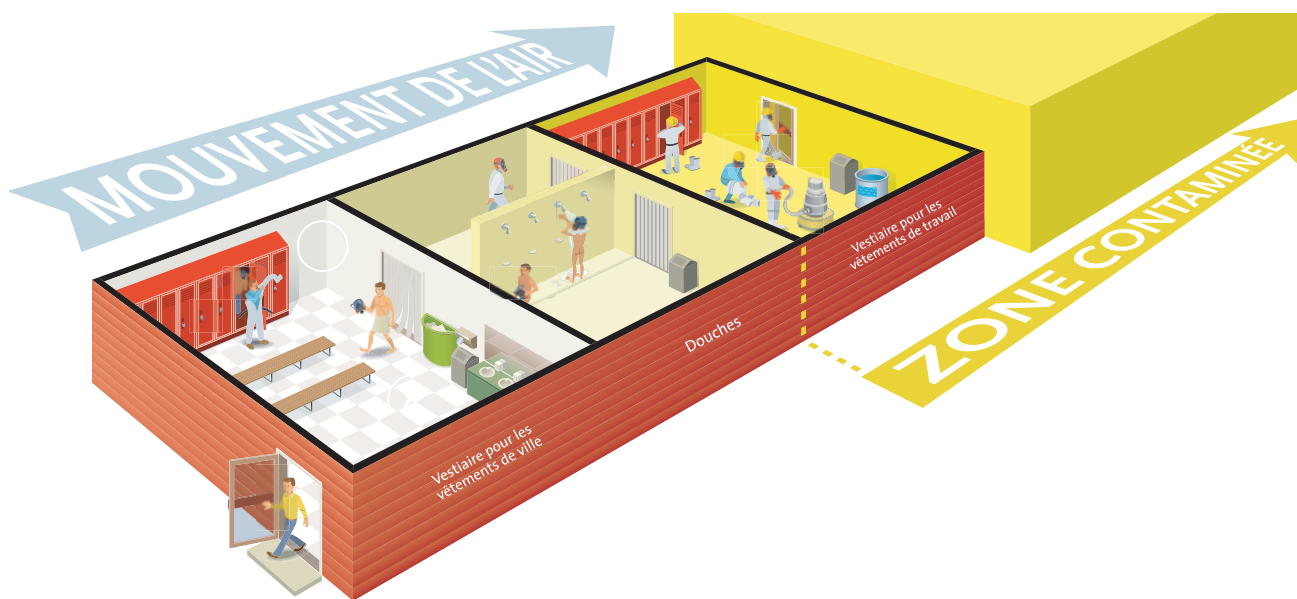 MOUVEMENT DE L'AIR
ZONE CONTAMINÉE
Vestiaire pour les
vêtements de travail
Douches
Vestiaire pour les
vêtements de ville